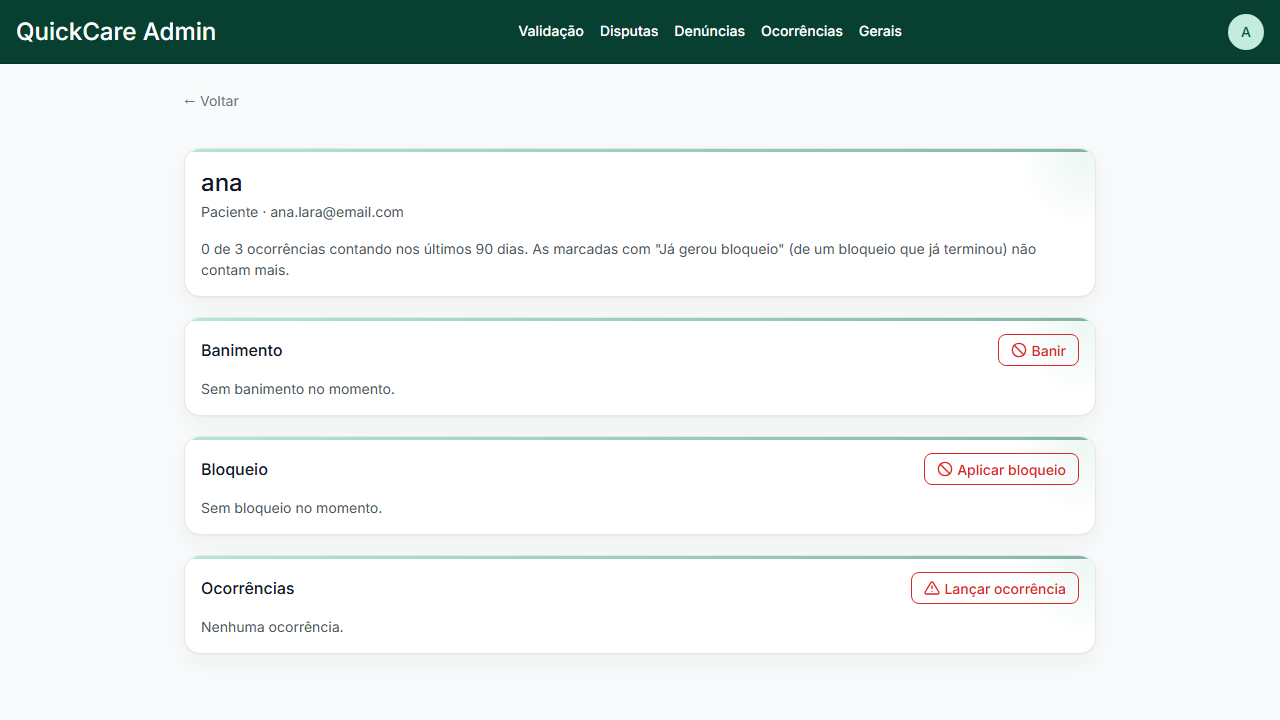 QuickCare Admin
Validação Disputas Denúncias Ocorrências Gerais
A
← Voltar
ana
Paciente · ana.lara@email.com
0 de 3 ocorrências contando nos últimos 90 dias. As marcadas com "Já gerou bloqueio" (de um bloqueio que já terminou) não
contam mais.
Banimento
Banir
Sem banimento no momento.
Bloqueio
Aplicar bloqueio
Sem bloqueio no momento.
Ocorrências
Lançar ocorrência
Nenhuma ocorrência.